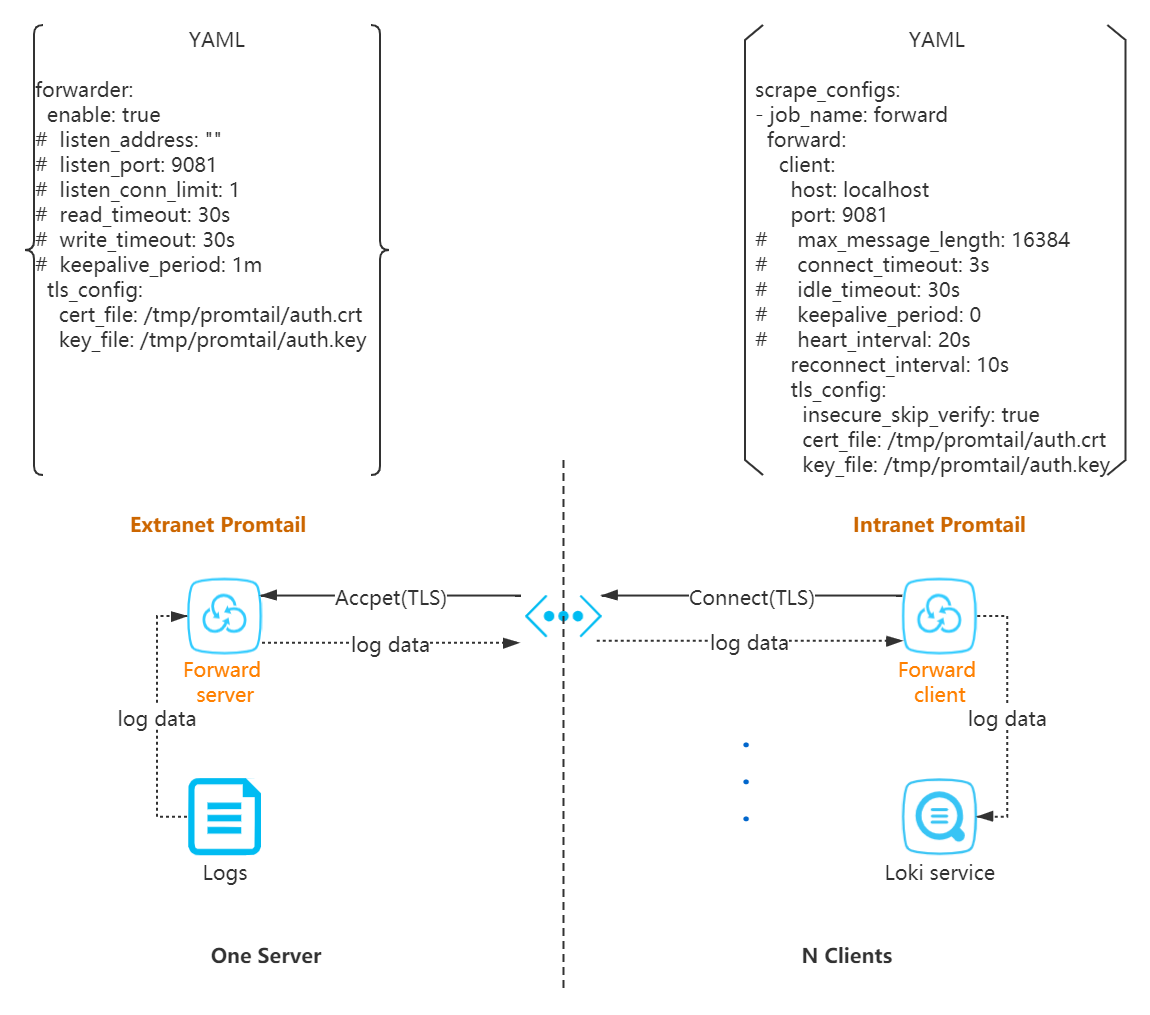 YAML
forwarder:
  enable: true
#  listen_address: ""
#  listen_port: 9081
#  listen_conn_limit: 1
#  read_timeout: 30s
#  write_timeout: 30s
#  keepalive_period: 1m
  tls_config:
    cert_file: /tmp/promtail/auth.crt
    key_file: /tmp/promtail/auth.key
YAML
scrape_configs:
- job_name: forward
  forward:
    client:
      host: localhost
      port: 9081
#     max_message_length: 16384
#     connect_timeout: 3s
#     idle_timeout: 30s
#     keepalive_period: 0
#     heart_interval: 20s
      reconnect_interval: 10s
      tls_config:
        insecure_skip_verify: true
        cert_file: /tmp/promtail/auth.crt
        key_file: /tmp/promtail/auth.key
Extranet Promtail
Intranet Promtail
Accpet(TLS)
Connect(TLS)
log data
log data
Forward
server
Forward
client
log data
log data
Logs
Loki service
One Server
N Clients